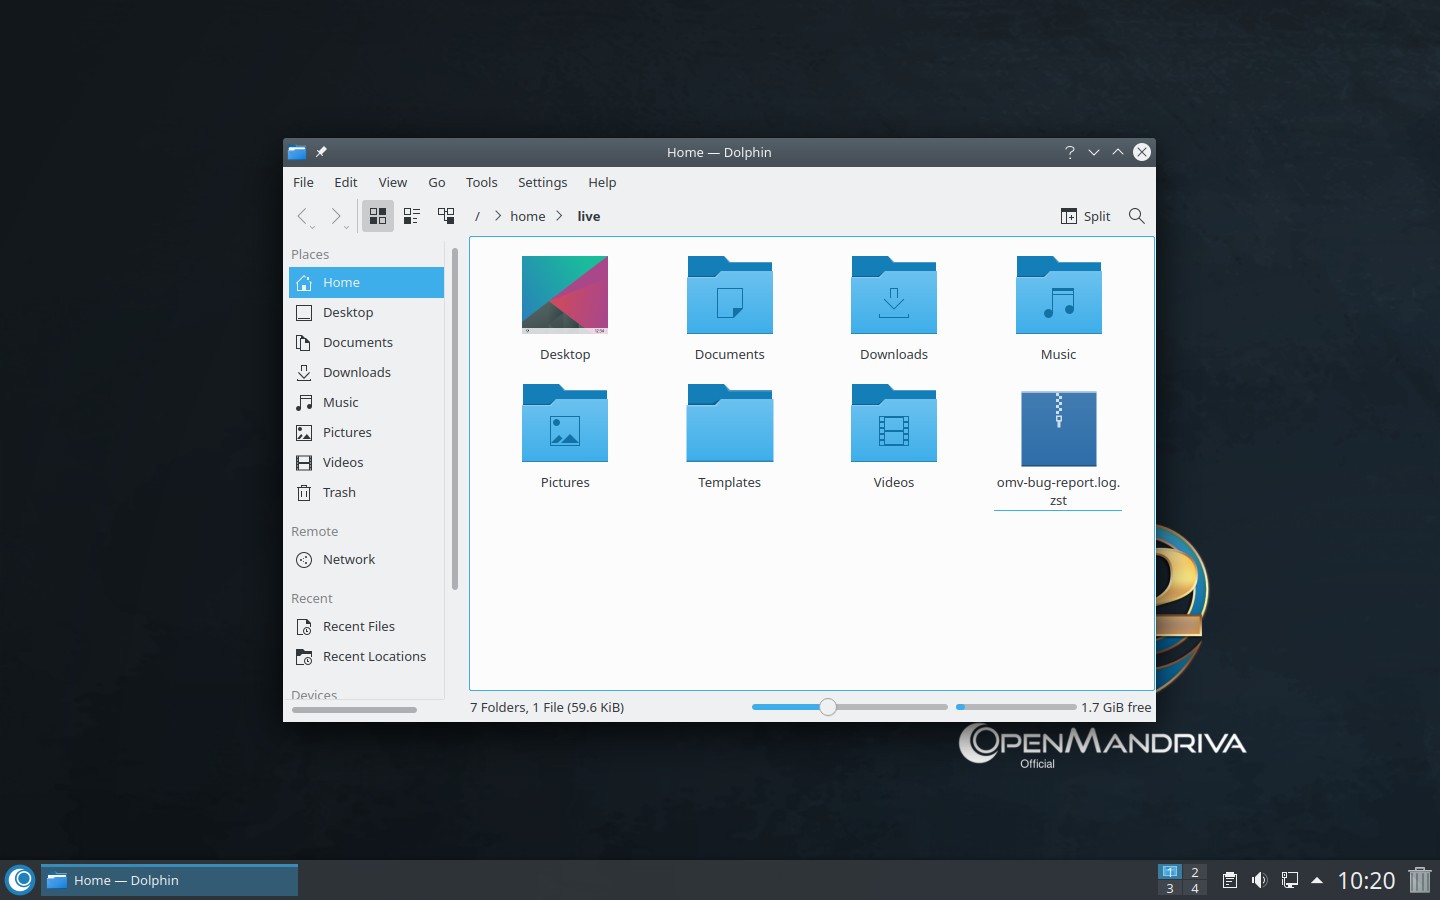 Home — Dolphin
File Edit View Go Tools Settings Help
/ home live
Split
Places
Home
Desktop
Documents
Downloads
Music
Pictures
Videos
Trash
Remote
Network
Recent
Recent Files
Recent Locations
Devices
Desktop Documents Downloads Music
Pictures Templates Videos omv-bug-report.log.
zst
7 Folders, 1 File (59.6 KiB)
1.7 GiB free
2
OPENMANDRIVA
Official
Home — Dolphin
1 2
3 4
10:20